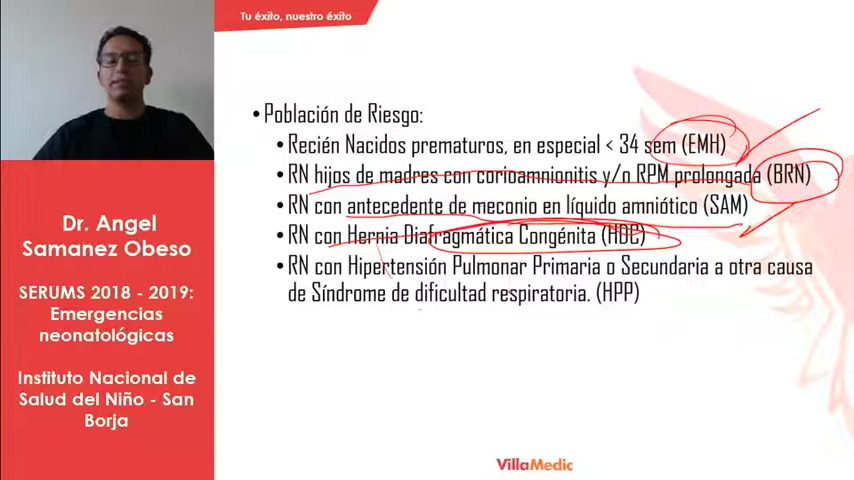 Tu éxito, nuestro éxito
• Población de Riesgo:
• Recién Nacidos prematuros, en especial < 34 sem (EMH)
• RN hijos de madres con corioamnionitis y/o RPM prolongada (BRN)
• RN con antecedente de meconio en líquido amniótico (SAM)
• RN con Hernia Diafragmática Congénita (HDC)
• RN con Hipertensión Pulmonar Primaria o Secundaria a otra causa
de Síndrome de dificultad respiratoria. (HPP)
Dr. Angel
Samanez Obeso
SERUMS 2018 - 2019:
Emergencias
neonatológicas
Instituto Nacional de
Salud del Niño - San
Borja
VillaMedic